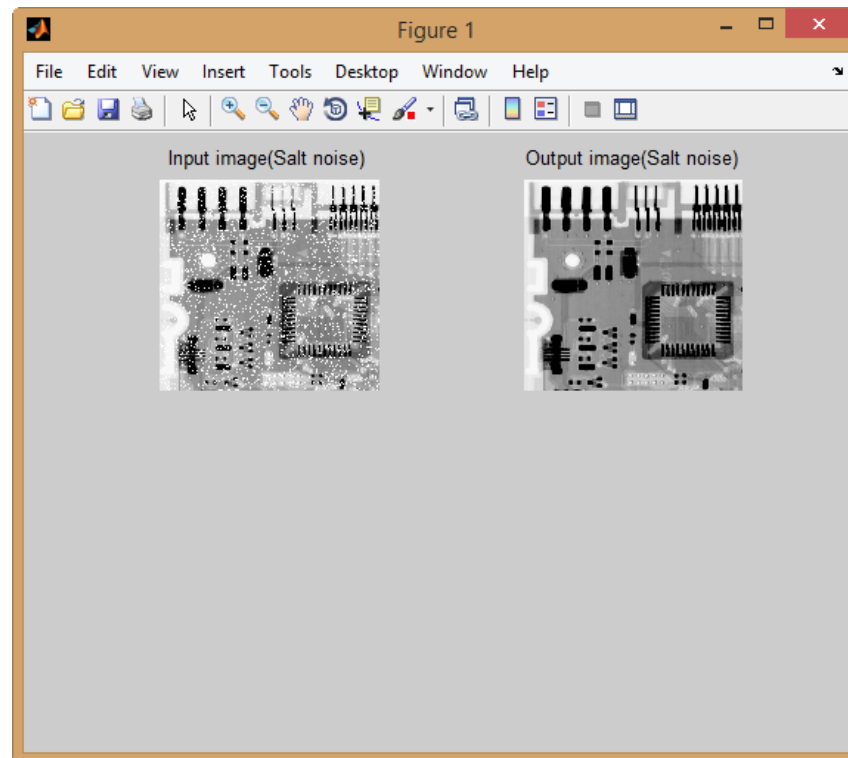 Figure 1
File Edit View Insert Tools Desktop Window Help
Input image(Salt noise) Output image(Salt noise)